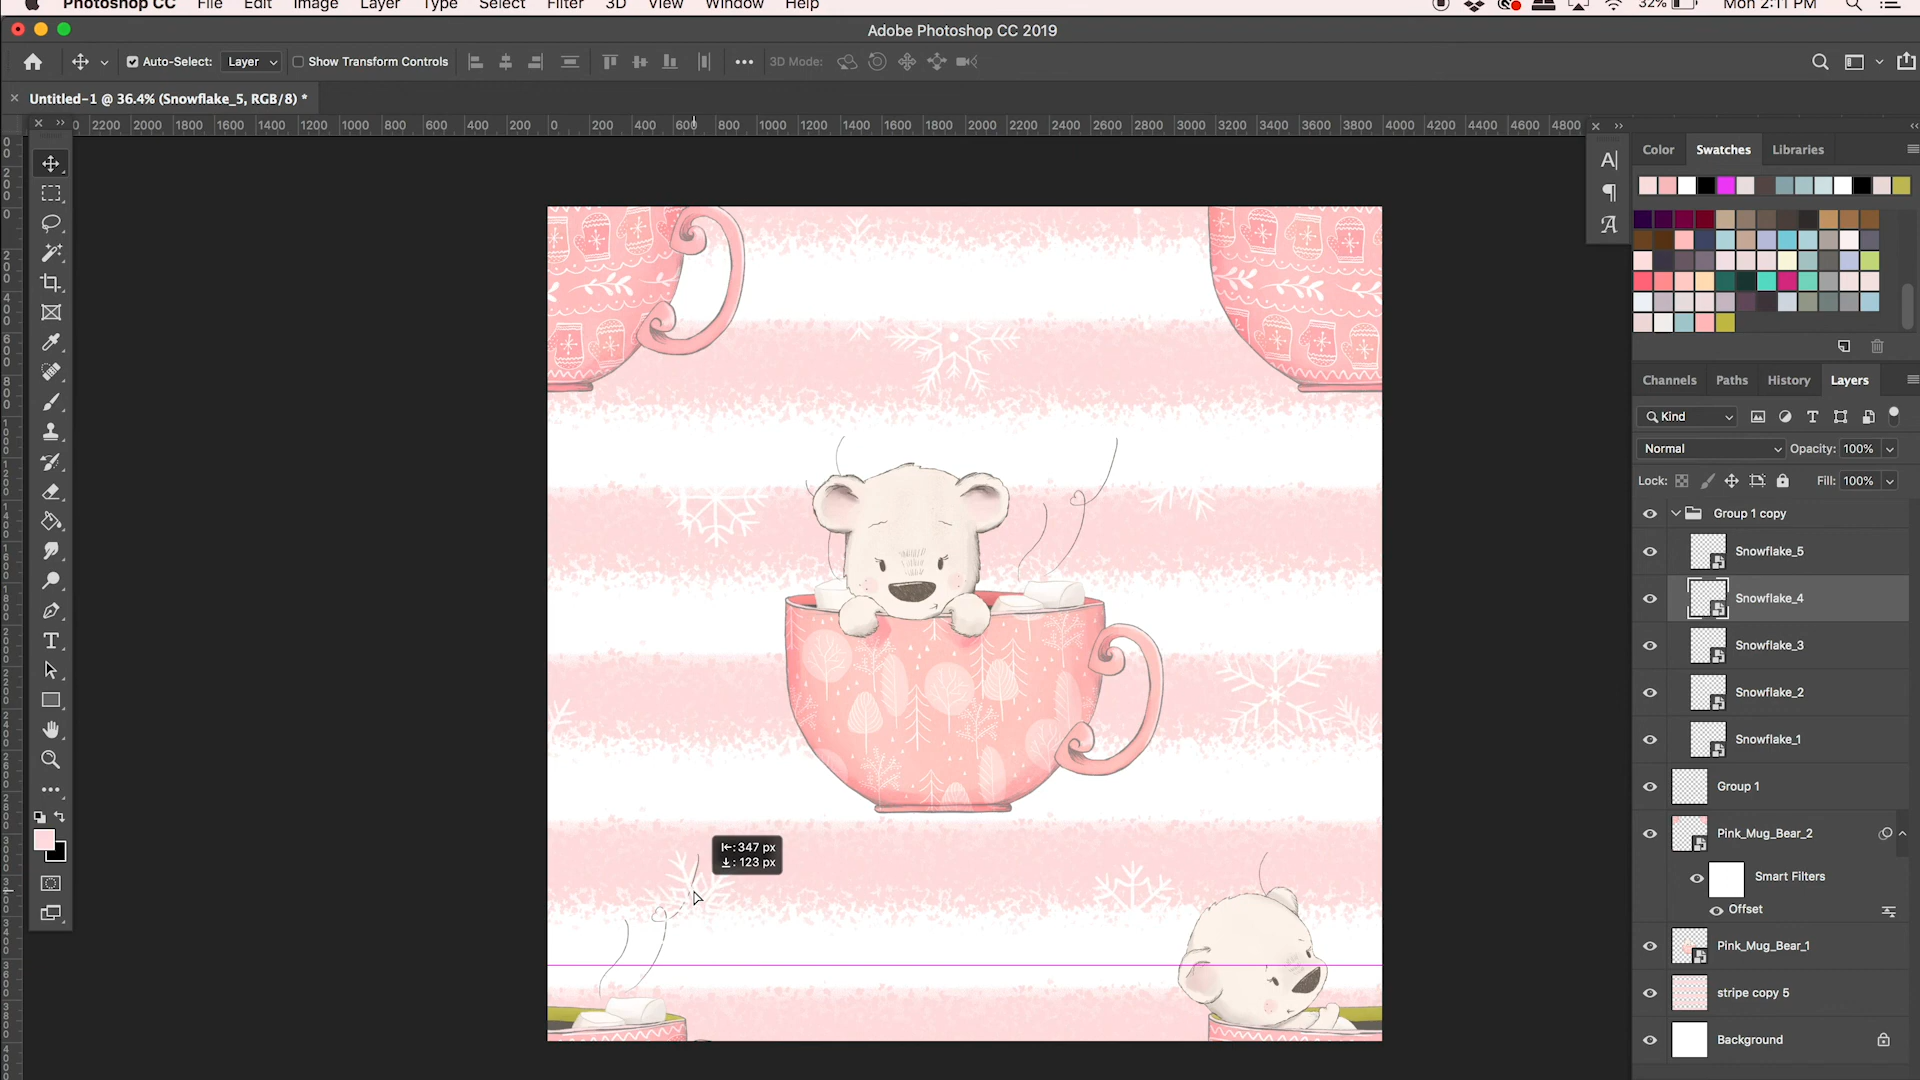 Photoshop CC File Edit Image Layer Type Select Filter 3D View Window Help 32% Mon 2:11 PM
Adobe Photoshop CC 2019
Auto-Select: Layer Show Transform Controls 3D Mode:
Untitled-1 @ 36.4% (Snowflake_5, RGB/8) *
2200 2000 1800 1600 1400 1200 1000 800 600 400 200 0 200 400 600 800 1000 1200 1400 1600 1800 2000 2200 2400 2600 2800 3000 3200 3400 3600 3800 4000 4200 4400 4600 4800
Color Swatches Libraries
Channels Paths History Layers
Kind
Normal Opacity: 100%
Lock: Fill: 100%
Group 1 copy
Snowflake_5
Snowflake_4
Snowflake_3
Snowflake_2
Snowflake_1
Group 1
Pink_Mug_Bear_2
Smart Filters
Offset
Pink_Mug_Bear_1
stripe copy 5
Background
: 347 px
: 123 px